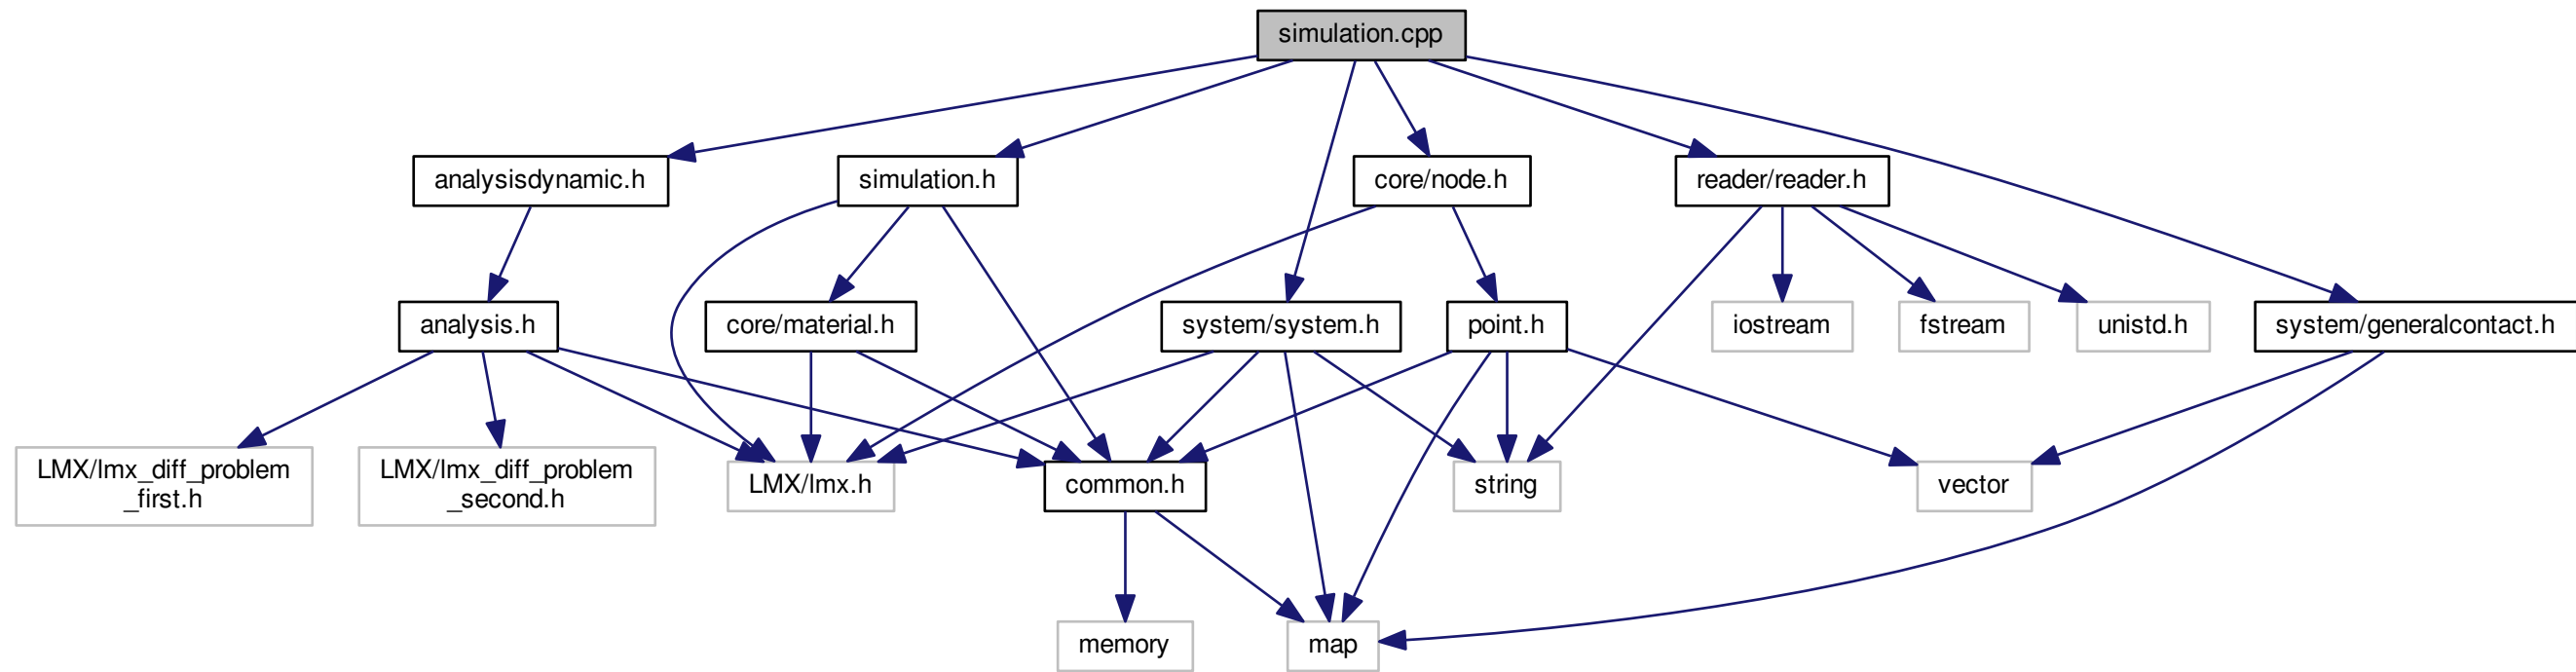 simulation.cpp
analysisdynamic.h
simulation.h
core/node.h
reader/reader.h
analysis.h
core/material.h
system/system.h
point.h
iostream
fstream
unistd.h
system/generalcontact.h
LMX/lmx_diff_problem
_first.h
LMX/lmx_diff_problem
_second.h
LMX/lmx.h
common.h
string
vector
memory
map